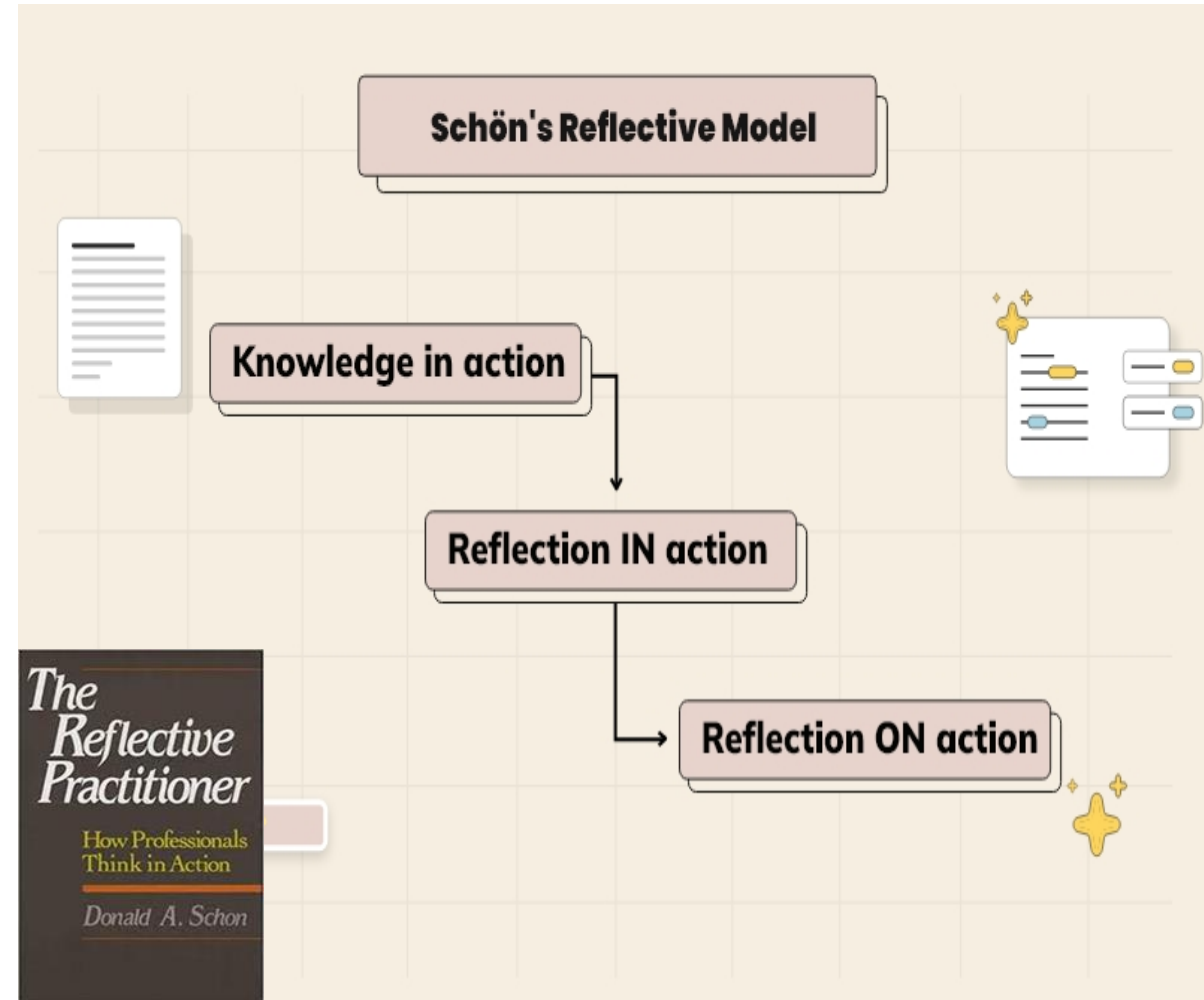 Schön's Reflective Model
Knowledge in action
Reflection IN action
Reflection ON action
The
Reflective
Practitioner
How Professionals
Think in Action
Donald A. Schon